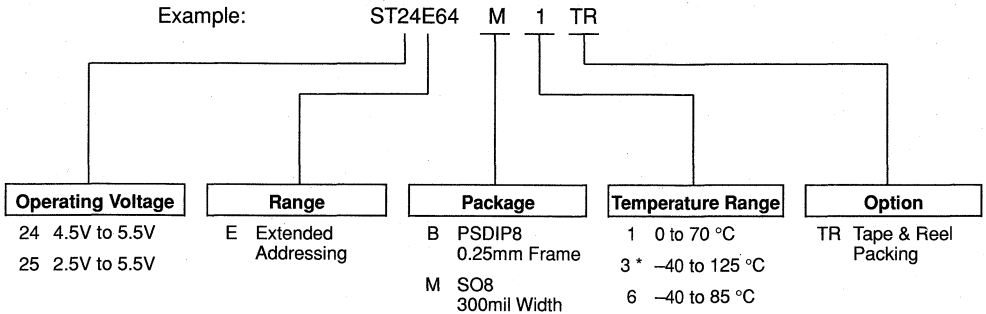 Example: ST24E64 M 1 TR
Operating Voltage
24 4.5V to 5.5V
25 2.5V to 5.5V
Range
E Extended
Addressing
Package
B PSDIP8
0.25mm Frame
M SO8
300mil Width
Temperature Range
1 0 to 70 °C
3 * –40 to 125 °C
6 –40 to 85 °C
Option
TR Tape & Reel
Packing